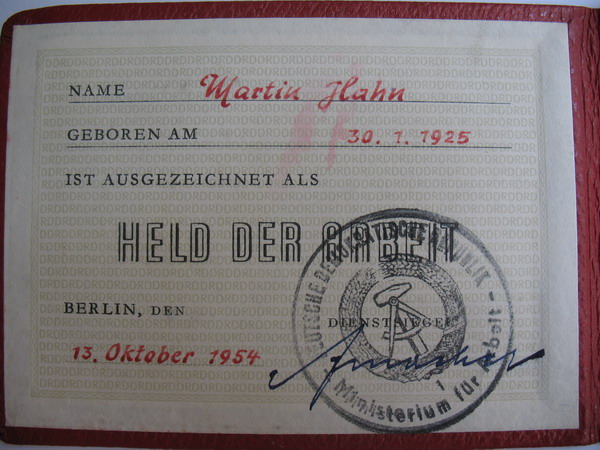 NAME Martin Hahn
GEBOREN AM 30. 1. 1925
IST AUSGEZEICHNET ALS
HELD DER ARBEIT
BERLIN, DEN
DIENSTSIEGEL
13. Oktober 1954
DEUTSCHE DEMOKRATISCHE REPUBLIK - Ministerium für Arbeit -
1